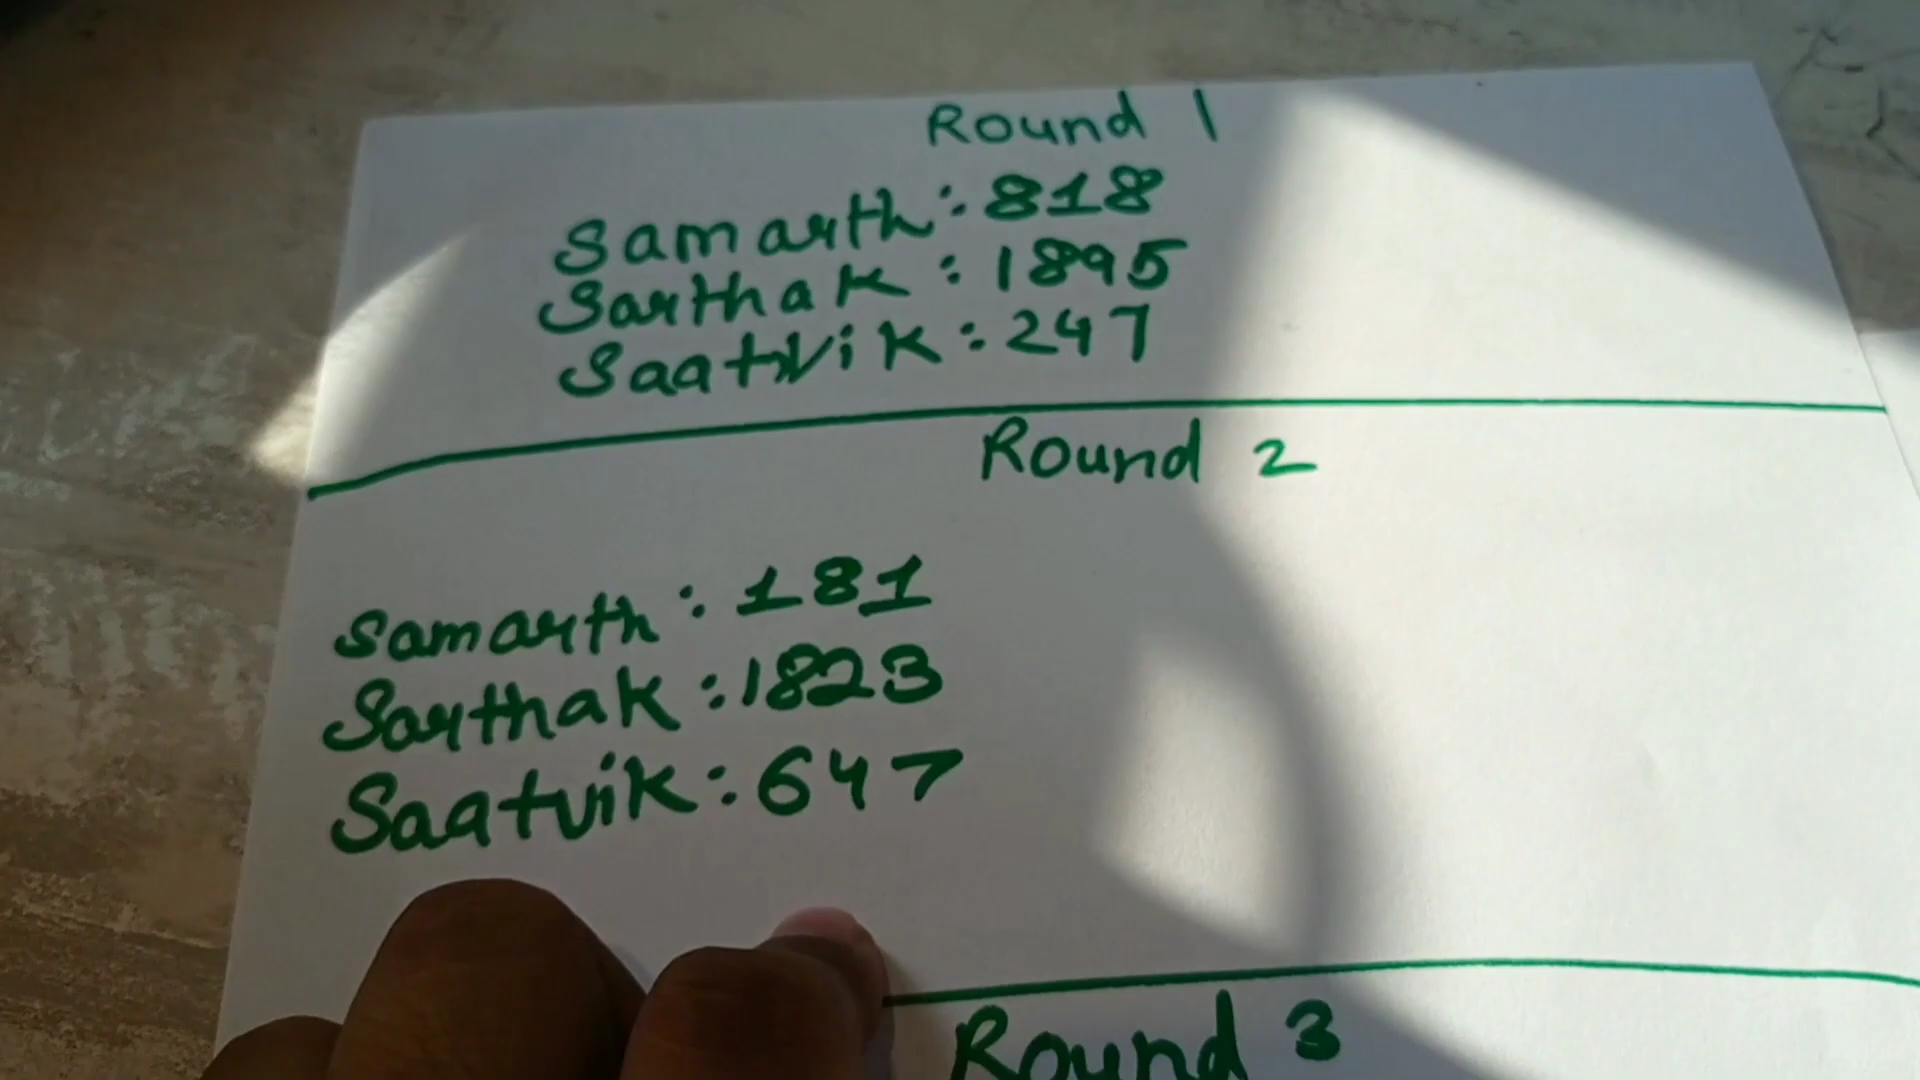 Round 1
Samarth: 818
Sarthak: 1895
Saatvik: 247
Round 2
Samarth: 181
Sarthak: 1823
Saatvik: 647
Round 3